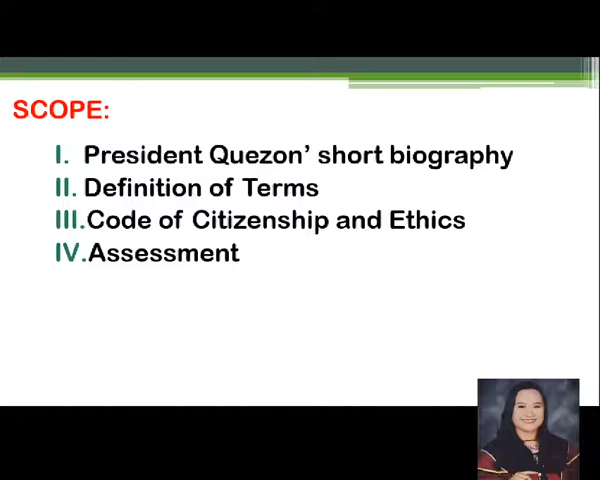 SCOPE:
I. President Quezon' short biography
II. Definition of Terms
III.Code of Citizenship and Ethics
IV.Assessment